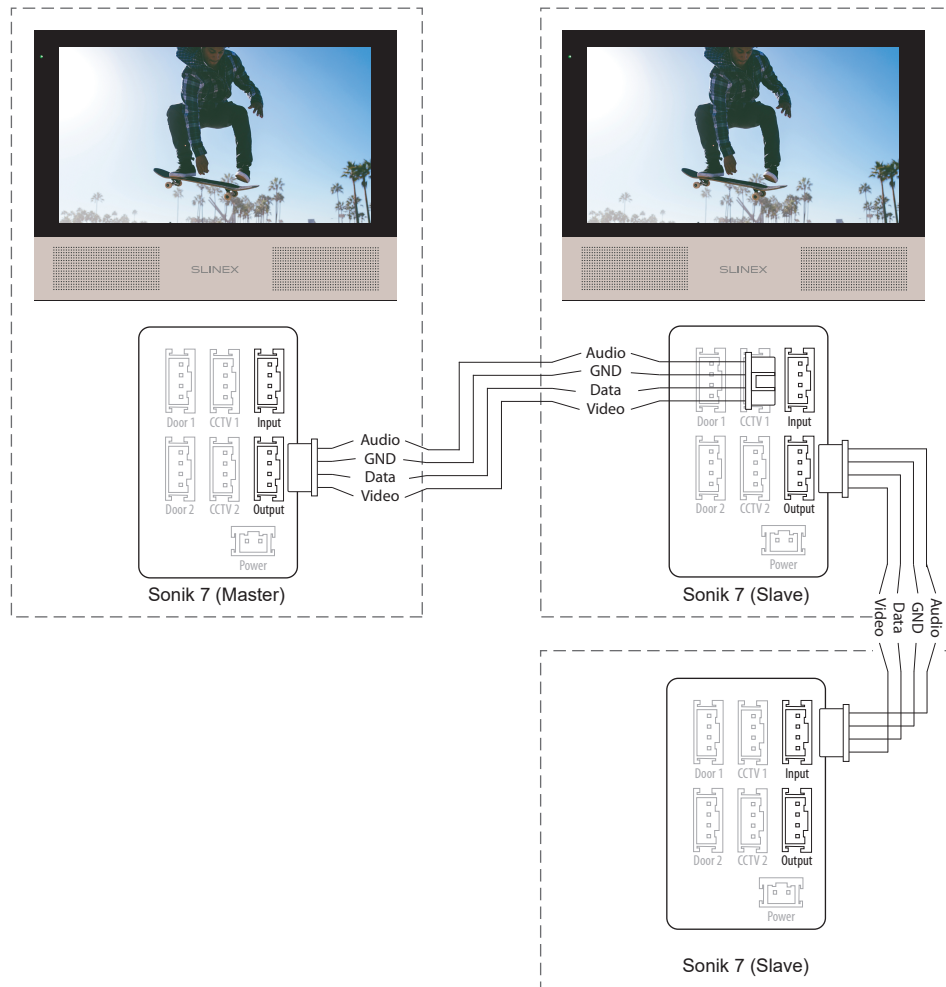 SLINEX
SLINEX
Door 1 CCTV 1 Input
Door 2 CCTV 2 Output
Power
Sonik 7 (Master)
Audio
GND
Data
Video
Audio
GND
Data
Video
Door 1 CCTV 1 Input
Door 2 CCTV 2 Output
Power
Sonik 7 (Slave)
Video
Data
GND
Audio
Door 1 CCTV 1 Input
Door 2 CCTV 2 Output
Power
Sonik 7 (Slave)